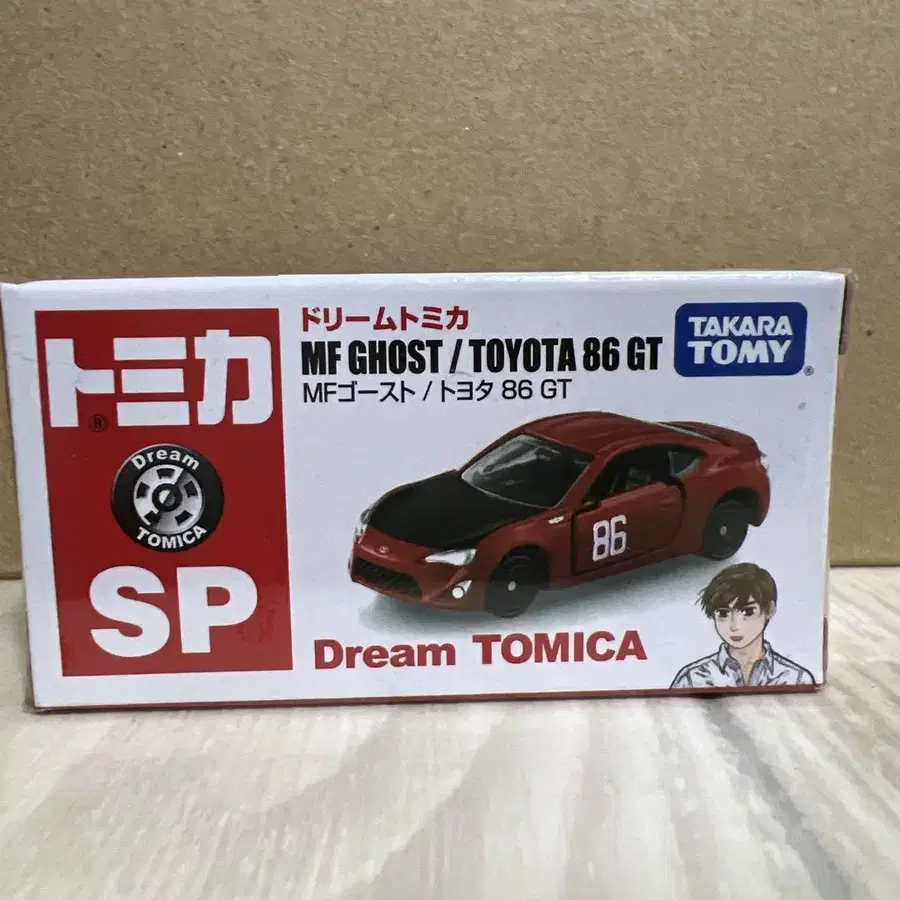 トミカ
®
Dream
TOMICA
SP
ドリームトミカ
MF GHOST / TOYOTA 86 GT
MFゴースト / トヨタ 86 GT
TAKARA
TOMY
®
86
Dream TOMICA